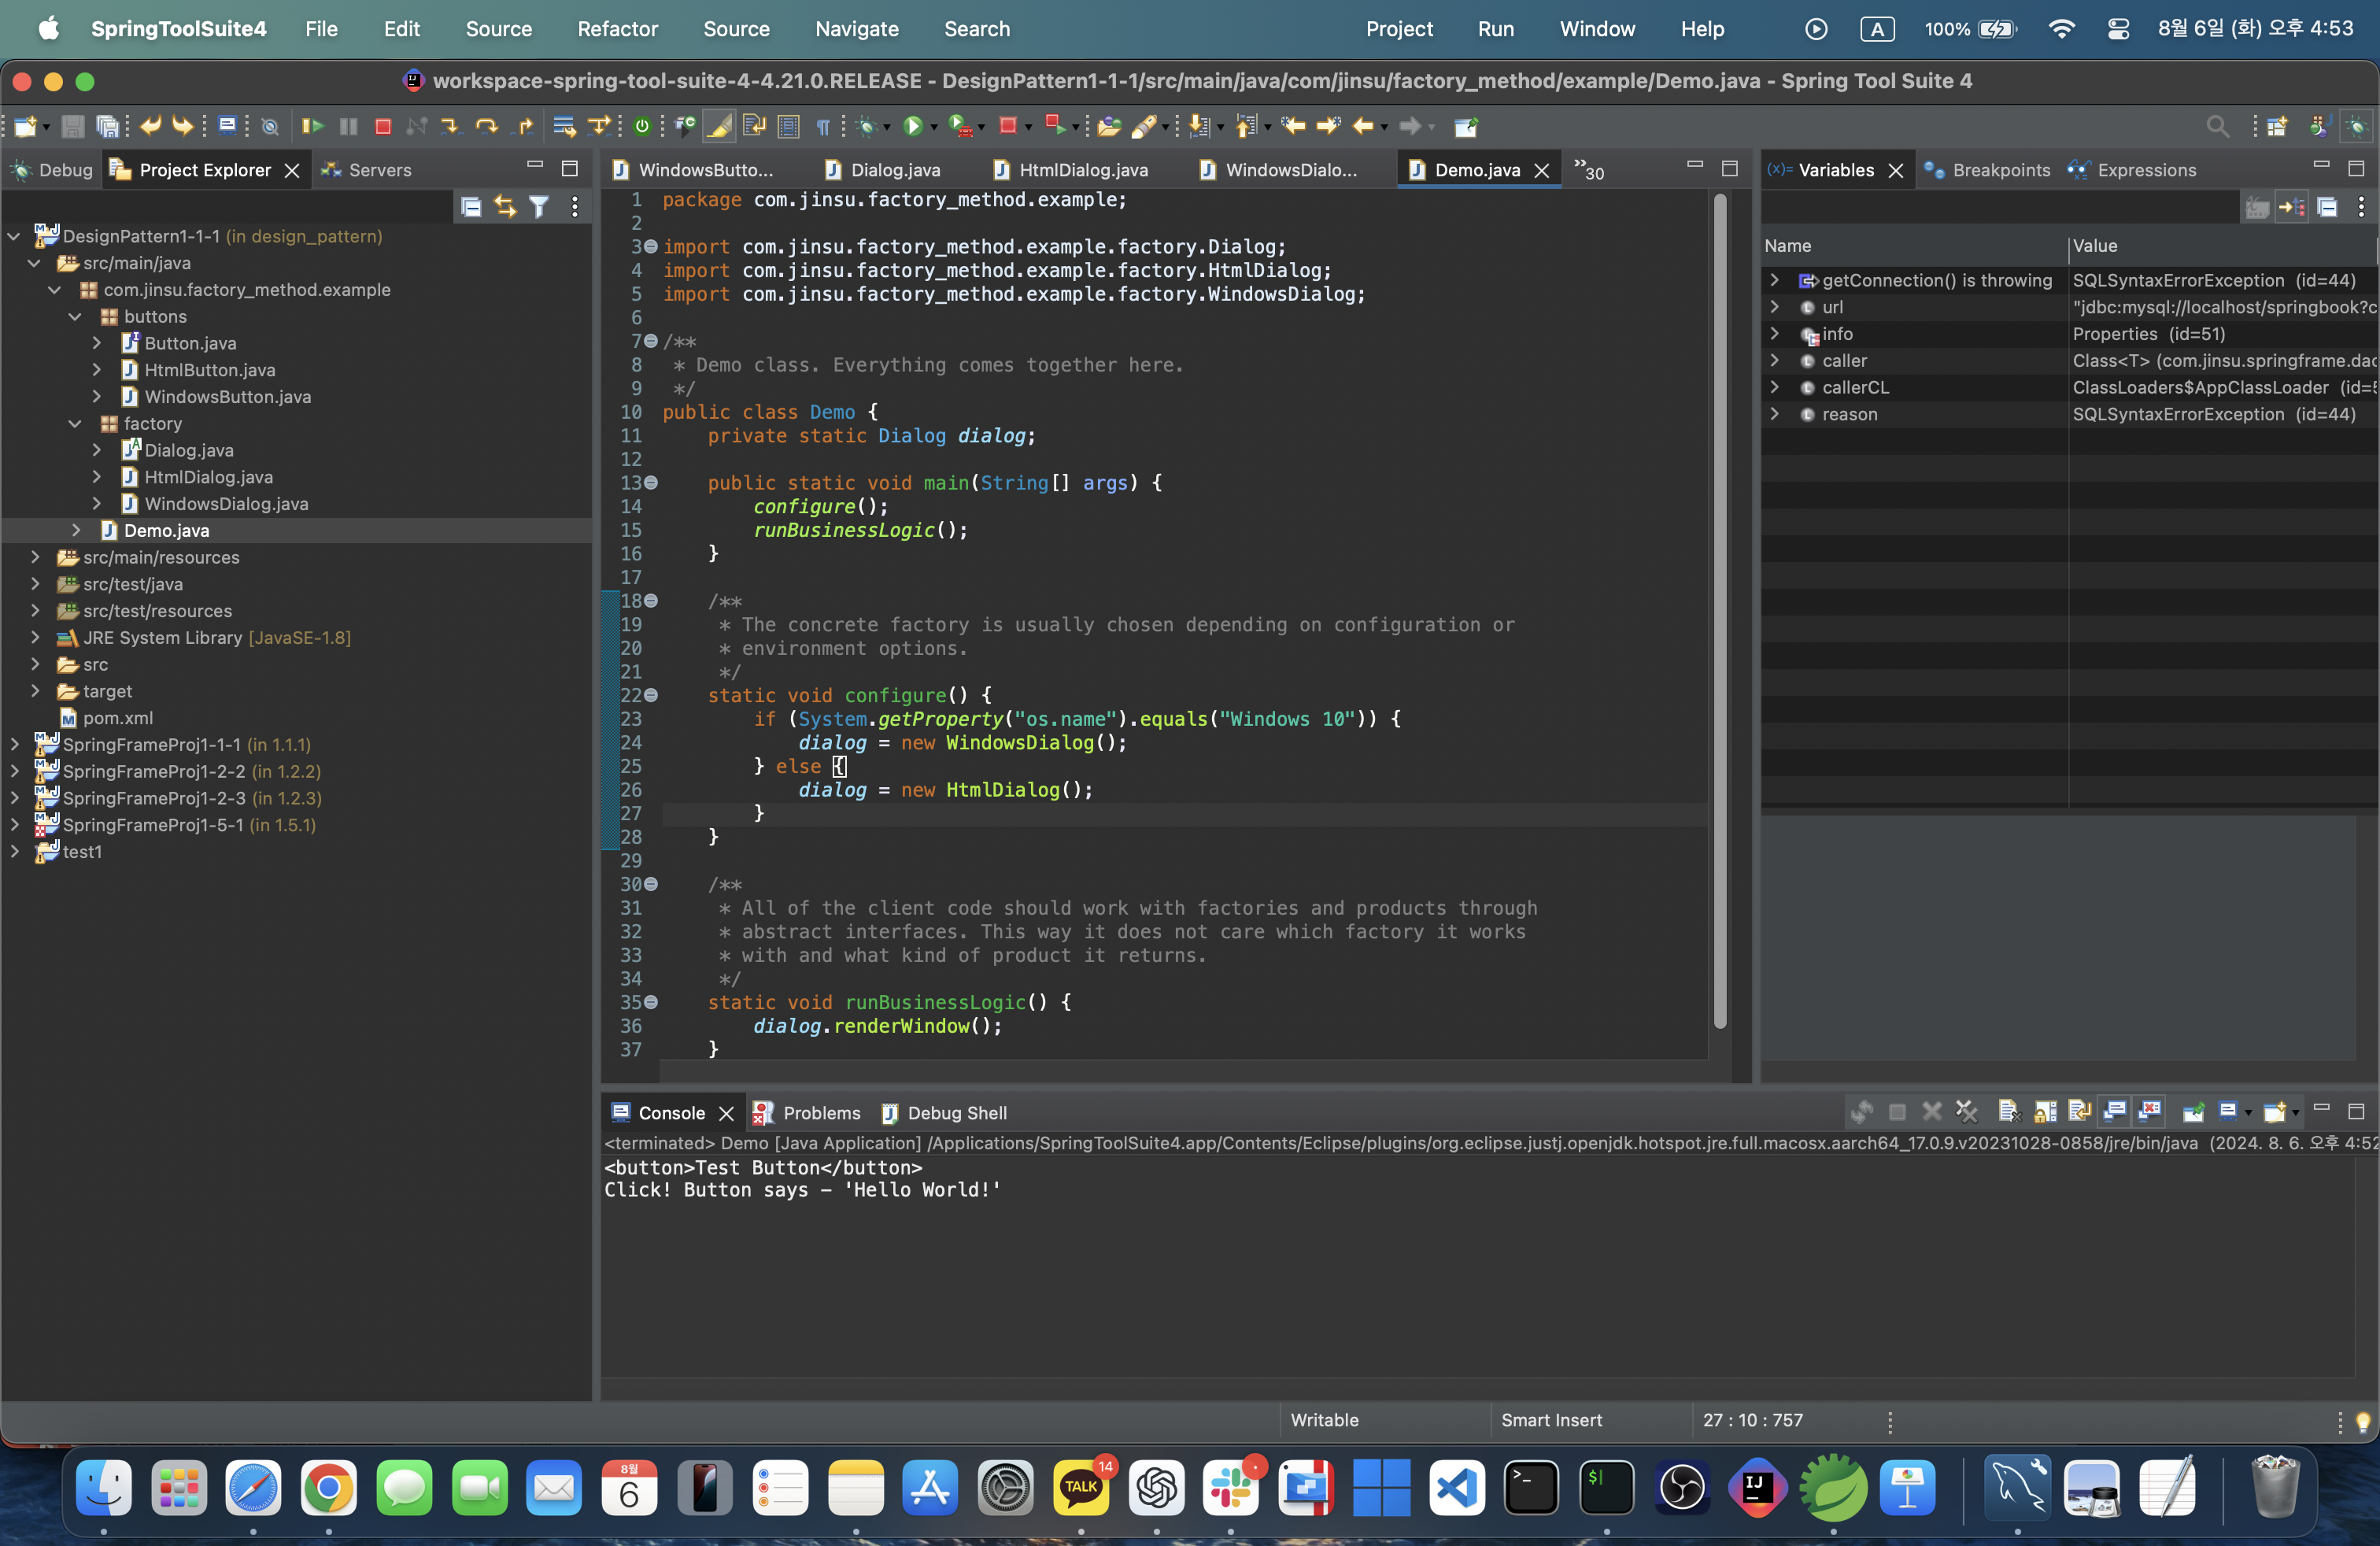 SpringToolSuite4 File Edit Source Refactor Source Navigate Search Project Run Window Help A 100% 8월 6일 (화) 오후 4:53
workspace-spring-tool-suite-4-4.21.0.RELEASE - DesignPattern1-1-1/src/main/java/com/jinsu/factory_method/example/Demo.java - Spring Tool Suite 4
Debug Project Explorer Servers
DesignPattern1-1-1 (in design_pattern)
src/main/java
com.jinsu.factory_method.example
buttons
Button.java
HtmlButton.java
WindowsButton.java
factory
Dialog.java
HtmlDialog.java
WindowsDialog.java
Demo.java
src/main/resources
src/test/java
src/test/resources
JRE System Library [JavaSE-1.8]
src
target
pom.xml
SpringFrameProj1-1-1 (in 1.1.1)
SpringFrameProj1-2-2 (in 1.2.2)
SpringFrameProj1-2-3 (in 1.2.3)
SpringFrameProj1-5-1 (in 1.5.1)
test1
WindowsButto... Dialog.java HtmlDialog.java WindowsDialo... Demo.java »30
1 package com.jinsu.factory_method.example;
2
3 import com.jinsu.factory_method.example.factory.Dialog;
4 import com.jinsu.factory_method.example.factory.HtmlDialog;
5 import com.jinsu.factory_method.example.factory.WindowsDialog;
6
7 /**
8 * Demo class. Everything comes together here.
9 */
10 public class Demo {
11 private static Dialog dialog;
12
13 public static void main(String[] args) {
14 configure();
15 runBusinessLogic();
16 }
17
18 /**
19 * The concrete factory is usually chosen depending on configuration or
20 * environment options.
21 */
22 static void configure() {
23 if (System.getProperty("os.name").equals("Windows 10")) {
24 dialog = new WindowsDialog();
25 } else {
26 dialog = new HtmlDialog();
27 }
28 }
29
30 /**
31 * All of the client code should work with factories and products through
32 * abstract interfaces. This way it does not care which factory it works
33 * with and what kind of product it returns.
34 */
35 static void runBusinessLogic() {
36 dialog.renderWindow();
37 }
(x)= Variables Breakpoints Expressions
Name Value
getConnection() is throwing SQLSyntaxErrorException (id=44)
url "jdbc:mysql://localhost/springbook?c
info Properties (id=51)
caller Class<T> (com.jinsu.springframe.dao
callerCL ClassLoaders$AppClassLoader (id=5
reason SQLSyntaxErrorException (id=44)
Console Problems Debug Shell
<terminated> Demo [Java Application] /Applications/SpringToolSuite4.app/Contents/Eclipse/plugins/org.eclipse.justj.openjdk.hotspot.jre.full.macosx.aarch64_17.0.9.v20231028-0858/jre/bin/java (2024. 8. 6. 오후 4:52
<button>Test Button</button>
Click! Button says - 'Hello World!'
Writable Smart Insert 27 : 10 : 757
8월
6
TALK
14
>_
$
IJ